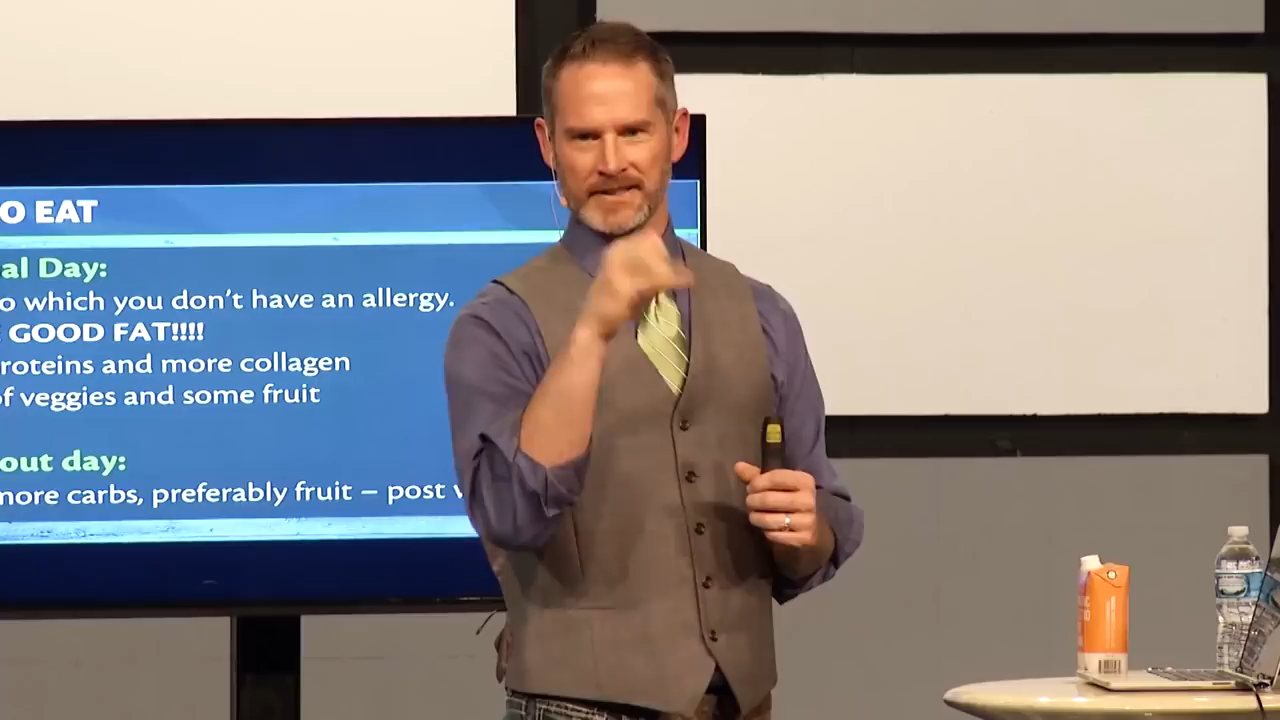 O EAT
al Day:
o which you don't have an allergy.
GOOD FAT!!!!
roteins and more collagen
of veggies and some fruit
out day:
more carbs, preferably fruit – post